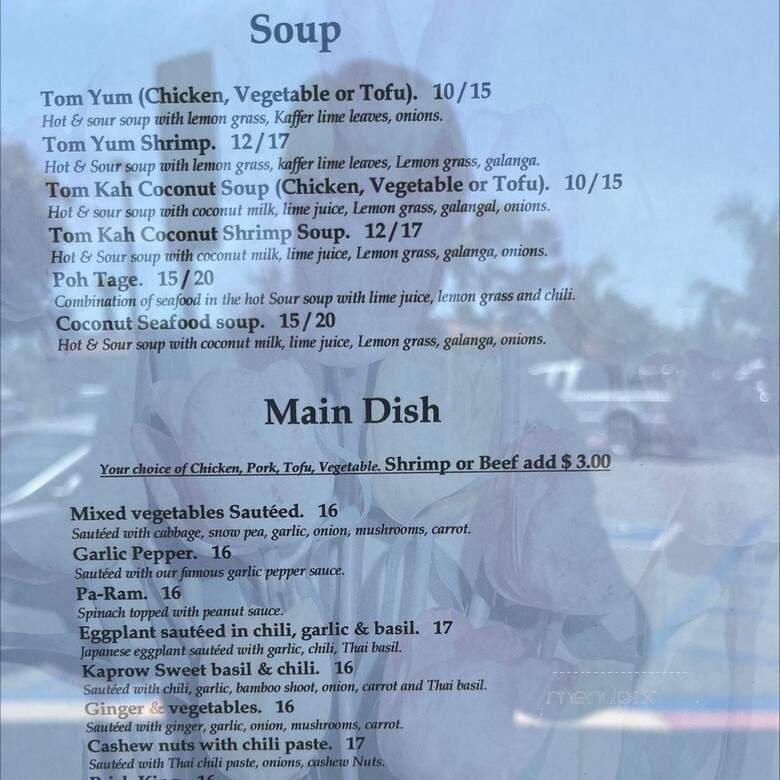 Soup
Tom Yum (Chicken, Vegetable or Tofu). 10/15
Hot & sour soup with lemon grass, Kaffer lime leaves, onions.
Tom Yum Shrimp. 12/17
Hot & Sour soup with lemon grass, kaffer lime leaves, Lemon grass, galanga.
Tom Kah Coconut Soup (Chicken, Vegetable or Tofu). 10/15
Hot & sour soup with coconut milk, lime juice, Lemon grass, galangal, onions.
Tom Kah Coconut Shrimp Soup. 12/17
Hot & Sour soup with coconut milk, lime juice, Lemon grass, galanga, onions.
Poh Tage. 15/20
Combination of seafood in the hot Sour soup with lime juice, lemon grass and chili.
Coconut Seafood soup. 15/20
Hot & Sour soup with coconut milk, lime juice, Lemon grass, galanga, onions.
Main Dish
Your choice of Chicken, Pork, Tofu, Vegetable. Shrimp or Beef add $ 3.00
Mixed vegetables Sautéed. 16
Sautéed with cabbage, snow pea, garlic, onion, mushrooms, carrot.
Garlic Pepper. 16
Sautéed with our famous garlic pepper sauce.
Pa-Ram. 16
Spinach topped with peanut sauce.
Eggplant sautéed in chili, garlic & basil. 17
Japanese eggplant sautéed with garlic, chili, Thai basil.
Kaprow Sweet basil & chili. 16
Sautéed with chili, garlic, bamboo shoot, onion, carrot and Thai basil.
Ginger & vegetables. 16
Sautéed with ginger, garlic, onion, mushrooms, carrot.
Cashew nuts with chili paste. 17
Sautéed with Thai chili paste, onions, cashew Nuts.
menupix